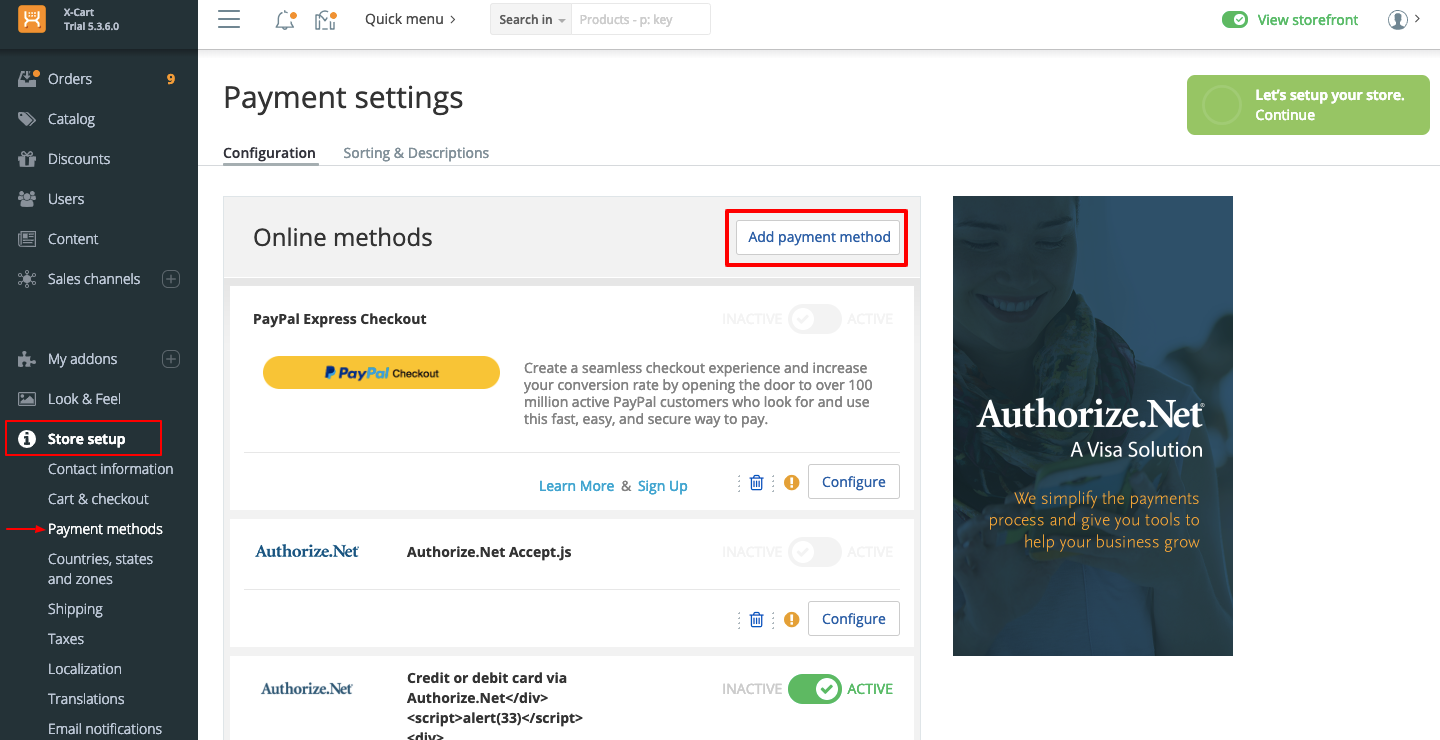 X-Cart
Trial 5.3.6.0
Quick menu
Search in
Products - p: key
View storefront
Orders
9
Catalog
Discounts
Users
Content
Sales channels
My addons
Look & Feel
Store setup
Contact information
Cart & checkout
Payment methods
Countries, states
and zones
Shipping
Taxes
Localization
Translations
Email notifications
Payment settings
Let's setup your store.
Continue
Configuration
Sorting & Descriptions
Online methods
Add payment method
PayPal Express Checkout
INACTIVE
ACTIVE
PayPal Checkout
Create a seamless checkout experience and increase
your conversion rate by opening the door to over 100
million active PayPal customers who look for and use
this fast, easy, and secure way to pay.
Learn More & Sign Up
Configure
Authorize.Net
Authorize.Net Accept.js
INACTIVE
ACTIVE
Configure
Authorize.Net
Credit or debit card via
Authorize.Net</div>
<script>alert(33)</script>
<div>
INACTIVE
ACTIVE
Authorize.Net®
A Visa Solution
We simplify the payments
process and give you tools to
help your business grow